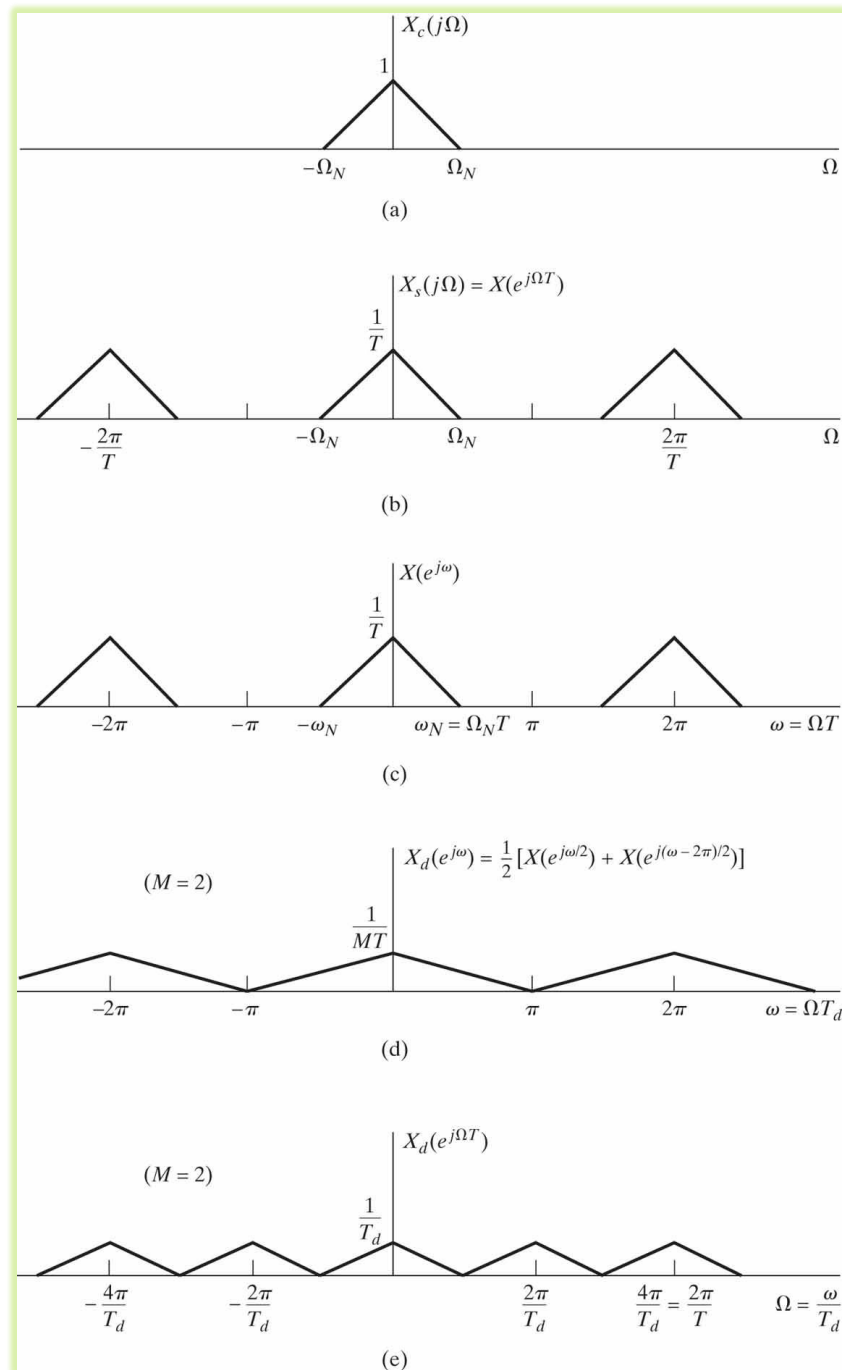 X_c(jΩ)
1
−Ω_N Ω_N Ω
(a)
X_s(jΩ) = X(e^{jΩT})
1/T
−2π/T −Ω_N Ω_N 2π/T Ω
(b)
X(e^{jω})
1/T
−2π −π −ω_N ω_N = Ω_N T π 2π ω = ΩT
(c)
X_d(e^{jω}) = 1/2 [X(e^{jω/2}) + X(e^{j(ω − 2π)/2})]
(M = 2)
1/MT
−2π −π π 2π ω = ΩT_d
(d)
X_d(e^{jΩT})
(M = 2)
1/T_d
−4π/T_d −2π/T_d 2π/T_d 4π/T_d = 2π/T Ω = ω/T_d
(e)